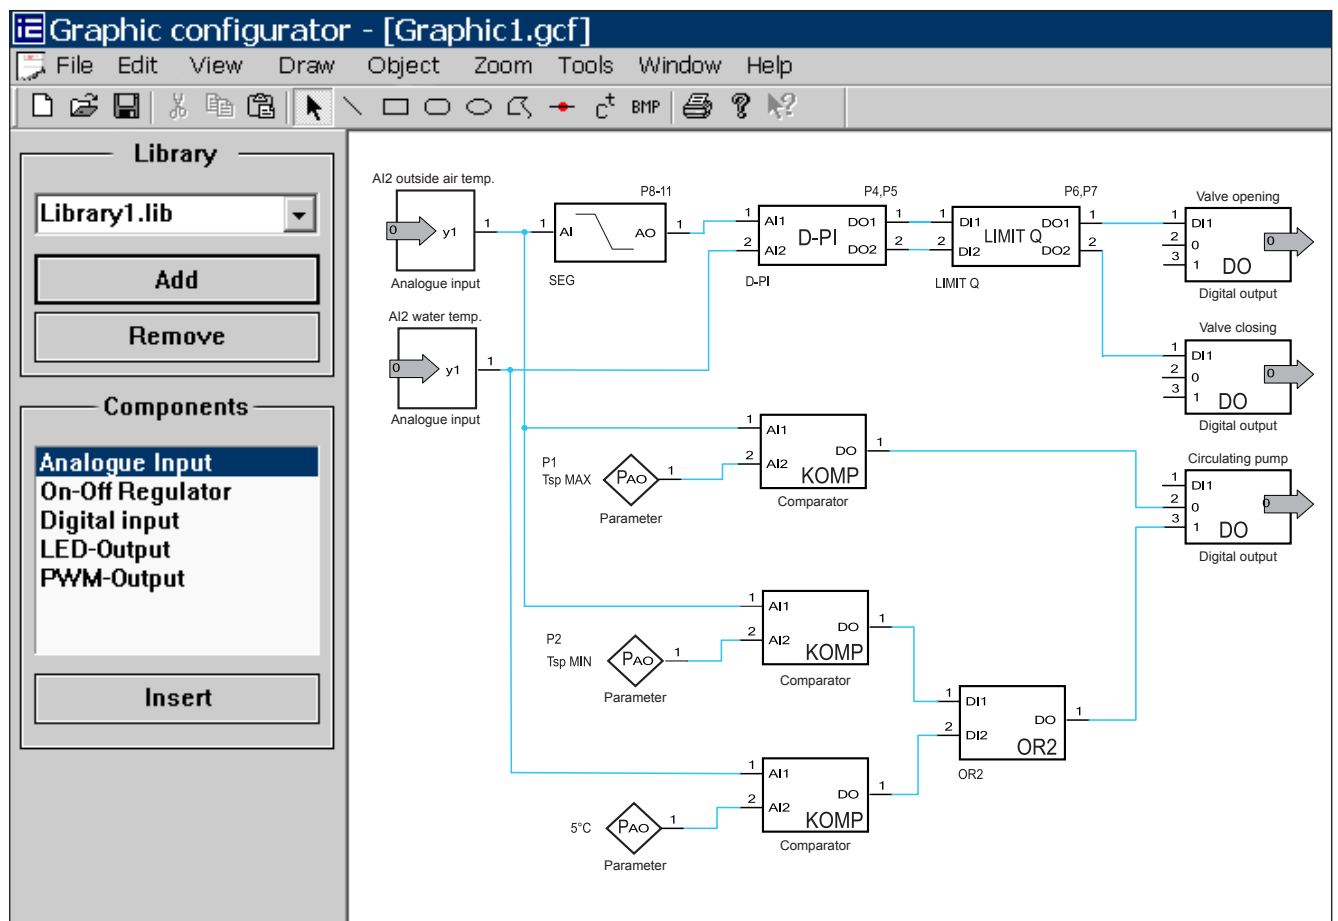 iE Graphic configurator - [Graphic1.gcf]
File Edit View Draw Object Zoom Tools Window Help
C+ BMP ? ?
Library
Library1.lib
Add
Remove
Components
Analogue Input
On-Off Regulator
Digital input
LED-Output
PWM-Output
Insert
AI2 outside air temp.
0 y1 1
Analogue input
AI2 water temp.
0 y1 1
Analogue input
P8-11
1 AI AO 1
SEG
P4,P5
1 AI1 DO1 1
D-PI
2 AI2 DO2 2
D-PI
P6,P7
1 DI1 DO1 1
LIMIT Q
2 DI2 DO2 2
LIMIT Q
Valve opening
1 DI1
2 0 0
3 1 DO
Digital output
Valve closing
1 DI1
2 0 0
3 1 DO
Digital output
P1
Tsp MAX PAO 1
Parameter
1 AI1
DO 1
2 AI2
KOMP
Comparator
Circulating pump
1 DI1
2 0 0
3 1 DO
Digital output
P2
Tsp MIN PAO 1
Parameter
1 AI1
DO 1
2 AI2
KOMP
Comparator
1 DI1
DO 1
2 DI2
OR2
OR2
5°C PAO 1
Parameter
1 AI1
DO 1
2 AI2
KOMP
Comparator